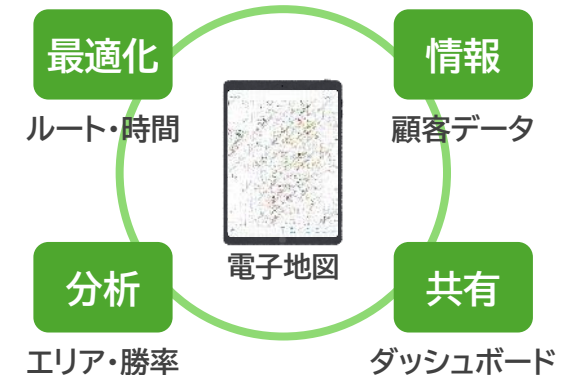 最適化
情報
ルート・時間
顧客データ
電子地図
分析
共有
エリア・勝率
ダッシュボード